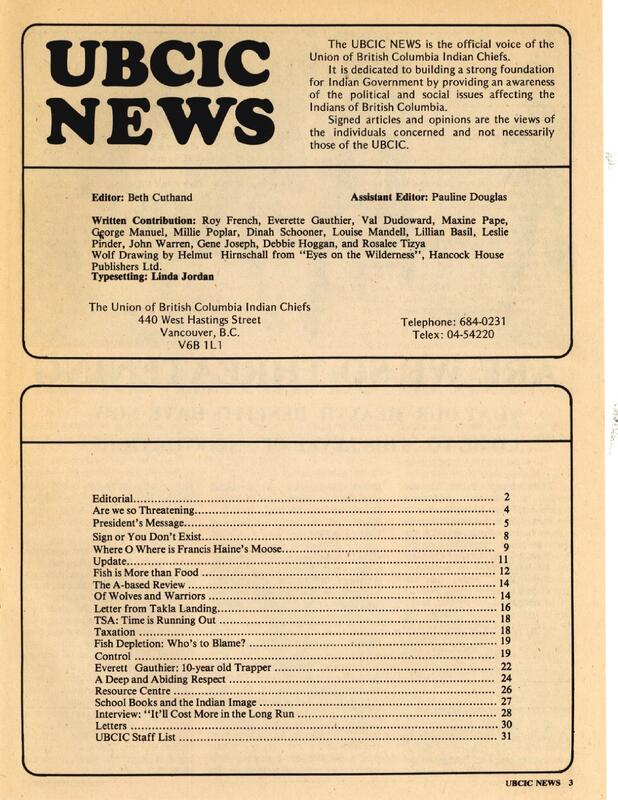 UBCIC
NEWS
The UBCIC NEWS is the official voice of the
Union of British Columbia Indian Chiefs.
It is dedicated to building a strong foundation
for Indian Government by providing an awareness
of the political and social issues affecting the
Indians of British Columbia.
Signed articles and opinions are the views of
the individuals concerned and not necessarily
those of the UBCIC.
Editor: Beth Cuthand
Assistant Editor: Pauline Douglas
Written Contribution: Roy French, Everette Gauthier, Val Dudoward, Maxine Pape,
George Manuel, Millie Poplar, Dinah Schooner, Louise Mandell, Lillian Basil, Leslie
Pinder, John Warren, Gene Joseph, Debbie Hoggan, and Rosalee Tizya
Wolf Drawing by Helmut Hirnschall from "Eyes on the Wilderness", Hancock House
Publishers Ltd.
Typesetting: Linda Jordan
The Union of British Columbia Indian Chiefs
440 West Hastings Street
Vancouver, B.C.
V6B 1L1
Telephone: 684-0231
Telex: 04-54220
Editorial 2
Are we so Threatening 4
President's Message 5
Sign or You Don't Exist 8
Where O Where is Francis Haine's Moose 9
Update 11
Fish is More than Food 12
The A-based Review 14
Of Wolves and Warriors 14
Letter from Takla Landing 16
TSA: Time is Running Out 18
Taxation 18
Fish Depletion: Who's to Blame? 19
Control 19
Everett Gauthier: 10-year old Trapper 22
A Deep and Abiding Respect 24
Resource Centre 26
School Books and the Indian Image 27
Interview: "It'll Cost More in the Long Run 28
Letters 30
UBCIC Staff List 31
UBCIC NEWS 3